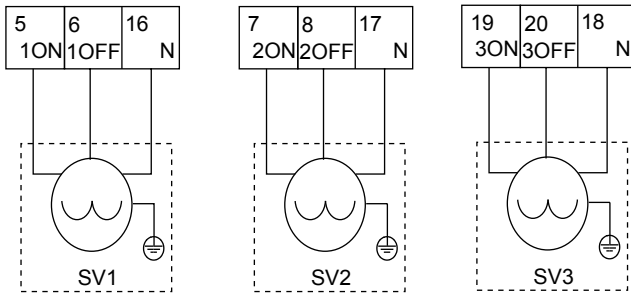 5 6 16
1ON 1OFF N
SV1
7 8 17
2ON 2OFF N
SV2
19 20 18
3ON 3OFF N
SV3